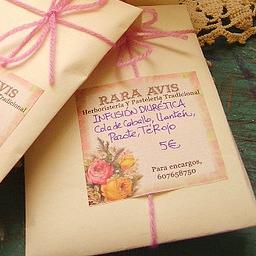 RARA AVIS
Herboristería y Pastelería Tradicional
INFUSIÓN DIURÉTICA
Cola de Caballo, Llantén,
Té Rojo
5€
Para encargos,
607658750
AVIS
Tradicional